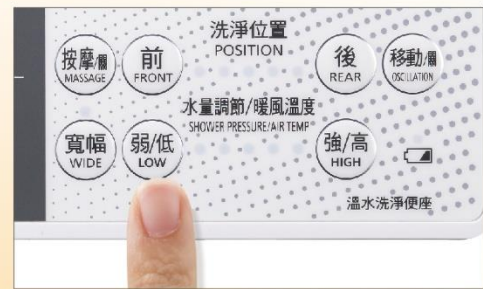 洗淨位置
POSITION
按摩
MASSAGE
前
FRONT
後
REAR
移動
OSCILLATION
水量調節/暖風溫度
SHOWER PRESSURE/AIR TEMP
寬幅
WIDE
弱/低
LOW
強/高
HIGH
溫水洗淨便座